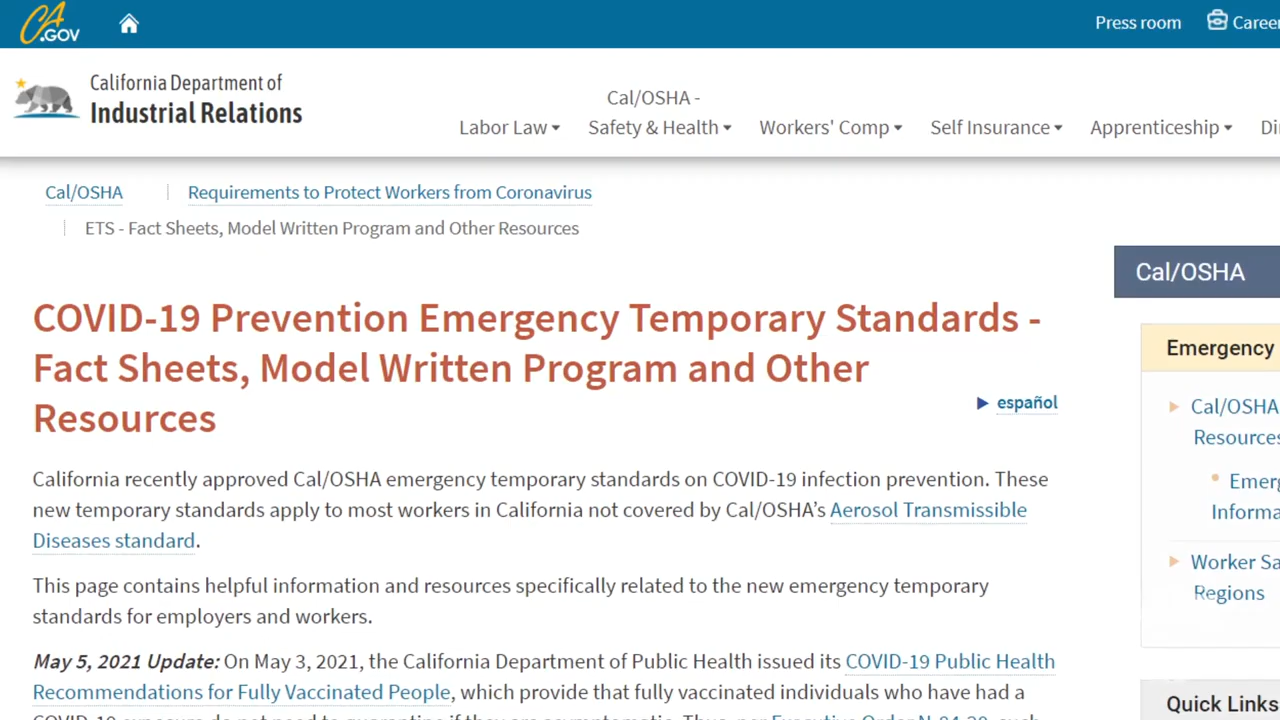 CA.GOV
Press room
California Department of
Industrial Relations
Cal/OSHA -
Labor Law
Safety & Health
Workers' Comp
Self Insurance
Apprenticeship
Cal/OSHA
Requirements to Protect Workers from Coronavirus
ETS - Fact Sheets, Model Written Program and Other Resources
COVID-19 Prevention Emergency Temporary Standards -
Fact Sheets, Model Written Program and Other
Resources
español
California recently approved Cal/OSHA emergency temporary standards on COVID-19 infection prevention. These
new temporary standards apply to most workers in California not covered by Cal/OSHA’s Aerosol Transmissible
Diseases standard.
This page contains helpful information and resources specifically related to the new emergency temporary
standards for employers and workers.
May 5, 2021 Update: On May 3, 2021, the California Department of Public Health issued its COVID-19 Public Health
Recommendations for Fully Vaccinated People, which provide that fully vaccinated individuals who have had a
Cal/OSHA
Emergency
Cal/OSHA
Resources
Worker
Regions
Quick Links